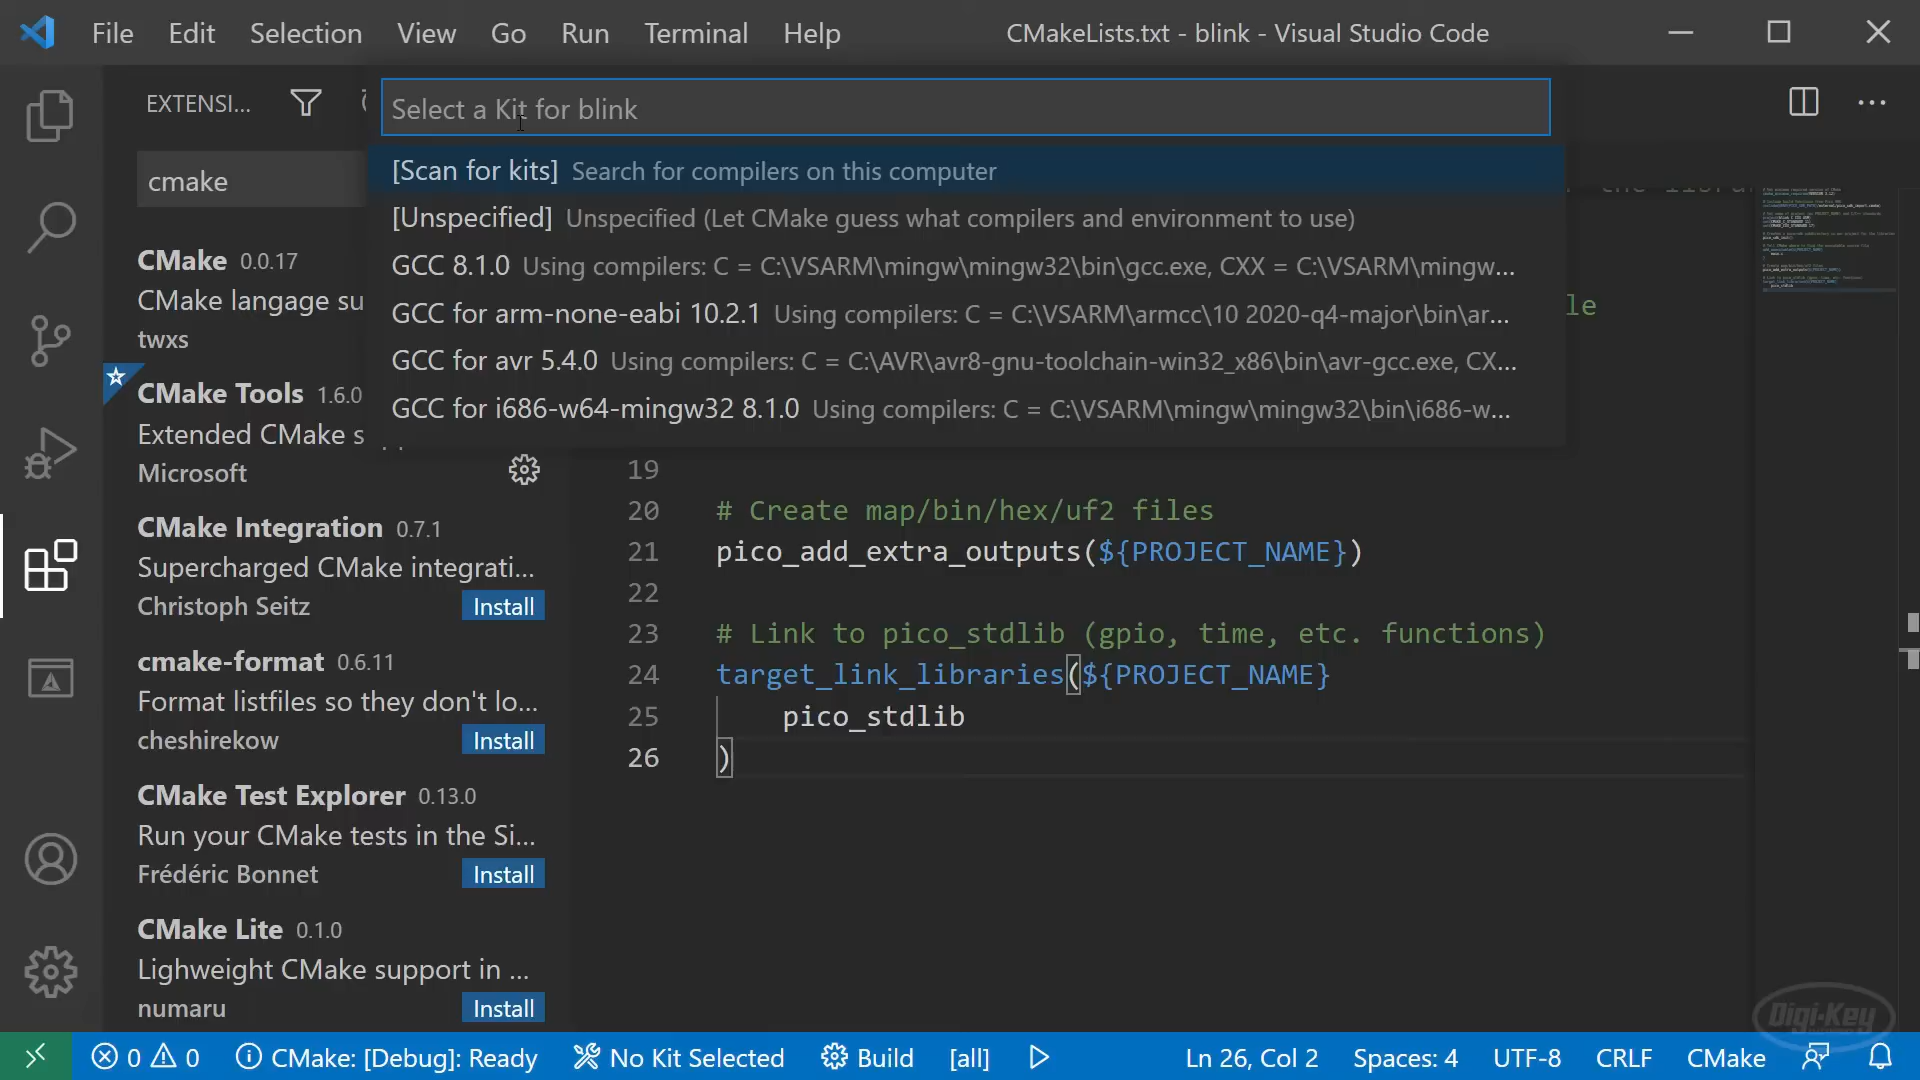 File Edit Selection View Go Run Terminal Help CMakeLists.txt - blink - Visual Studio Code
EXTENSI...
Select a Kit for blink
cmake
[Scan for kits] Search for compilers on this computer
[Unspecified] Unspecified (Let CMake guess what compilers and environment to use)
GCC 8.1.0 Using compilers: C = C:\VSARM\mingw\mingw32\bin\gcc.exe, CXX = C:\VSARM\mingw...
GCC for arm-none-eabi 10.2.1 Using compilers: C = C:\VSARM\armcc\10 2020-q4-major\bin\ar...
GCC for avr 5.4.0 Using compilers: C = C:\AVR\avr8-gnu-toolchain-win32_x86\bin\avr-gcc.exe, CX...
GCC for i686-w64-mingw32 8.1.0 Using compilers: C = C:\VSARM\mingw\mingw32\bin\i686-w...
CMake 0.0.17
CMake langage su
twxs
CMake Tools 1.6.0
Extended CMake s
Microsoft
CMake Integration 0.7.1
Supercharged CMake integrati...
Christoph Seitz Install
cmake-format 0.6.11
Format listfiles so they don't lo...
cheshirekow Install
CMake Test Explorer 0.13.0
Run your CMake tests in the Si...
Frédéric Bonnet Install
CMake Lite 0.1.0
Lighweight CMake support in ...
numaru Install
le
19
20 # Create map/bin/hex/uf2 files
21 pico_add_extra_outputs(${PROJECT_NAME})
22
23 # Link to pico_stdlib (gpio, time, etc. functions)
24 target_link_libraries(${PROJECT_NAME}
25 pico_stdlib
26 )
Digi-Key
0 0 CMake: [Debug]: Ready No Kit Selected Build [all] Ln 26, Col 2 Spaces: 4 UTF-8 CRLF CMake